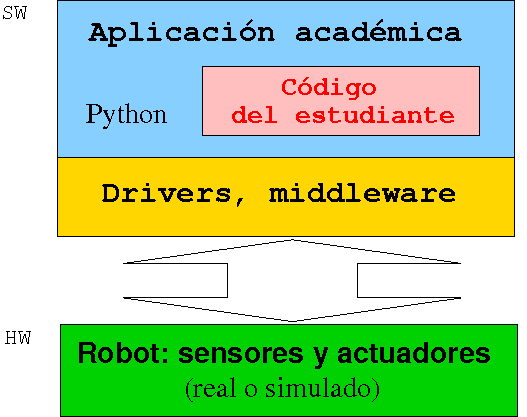 SW
Aplicación académica
Código
del estudiante
Python
Drivers, middleware
HW
Robot: sensores y actuadores
(real o simulado)